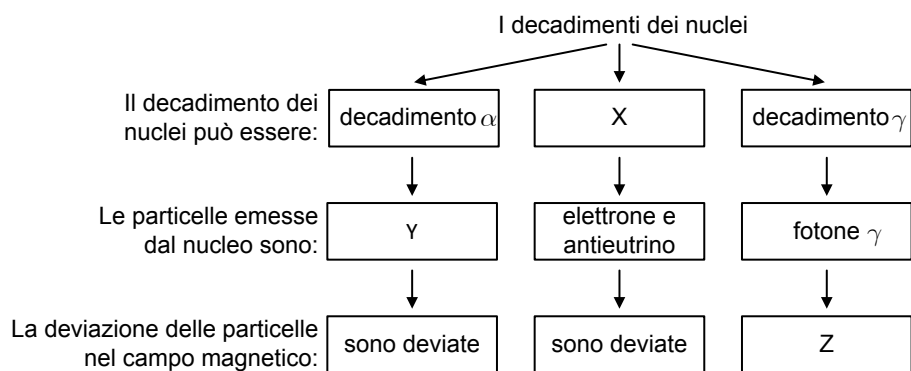 I decadimenti dei nuclei
Il decadimento dei
nuclei può essere:
decadimento α
X
decadimento γ
Le particelle emesse
dal nucleo sono:
Y
elettrone e
antieutrino
fotone γ
La deviazione delle particelle
nel campo magnetico:
sono deviate
sono deviate
Z